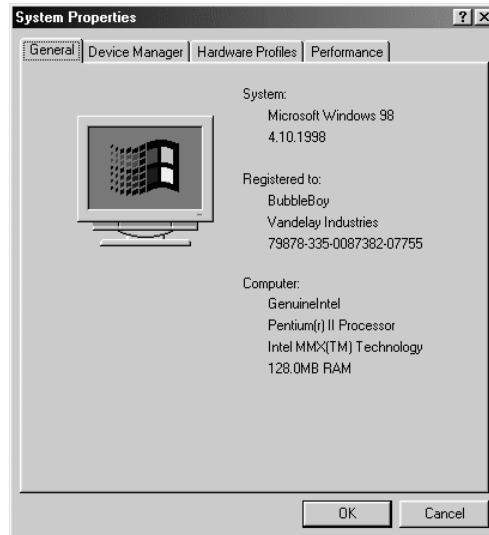 System Properties
General Device Manager Hardware Profiles Performance
System:
Microsoft Windows 98
4.10.1998
Registered to:
BubbleBoy
Vandelay Industries
79878-335-0087382-07755
Computer:
GenuineIntel
Pentium(r) II Processor
Intel MMX(TM) Technology
128.0MB RAM
OK Cancel